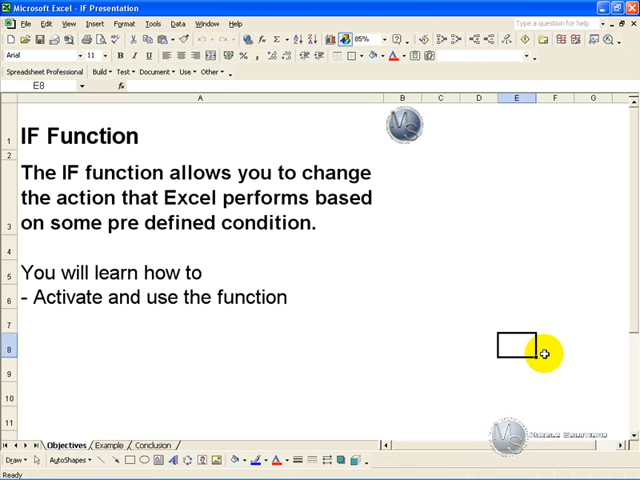 Microsoft Excel - IF Presentation
File Edit View Insert Format Tools Data Window Help
Type a question for help
85%
Arial 11 B I U
Spreadsheet Professional Build Test Document Use Other
E8 fx
A B C D E F G
1 IF Function
2
The IF function allows you to change
the action that Excel performs based
3 on some pre defined condition.
4
5 You will learn how to
6 - Activate and use the function
7
8
9
10
11
MS
Objectives Example Conclusion
Draw AutoShapes
Ready